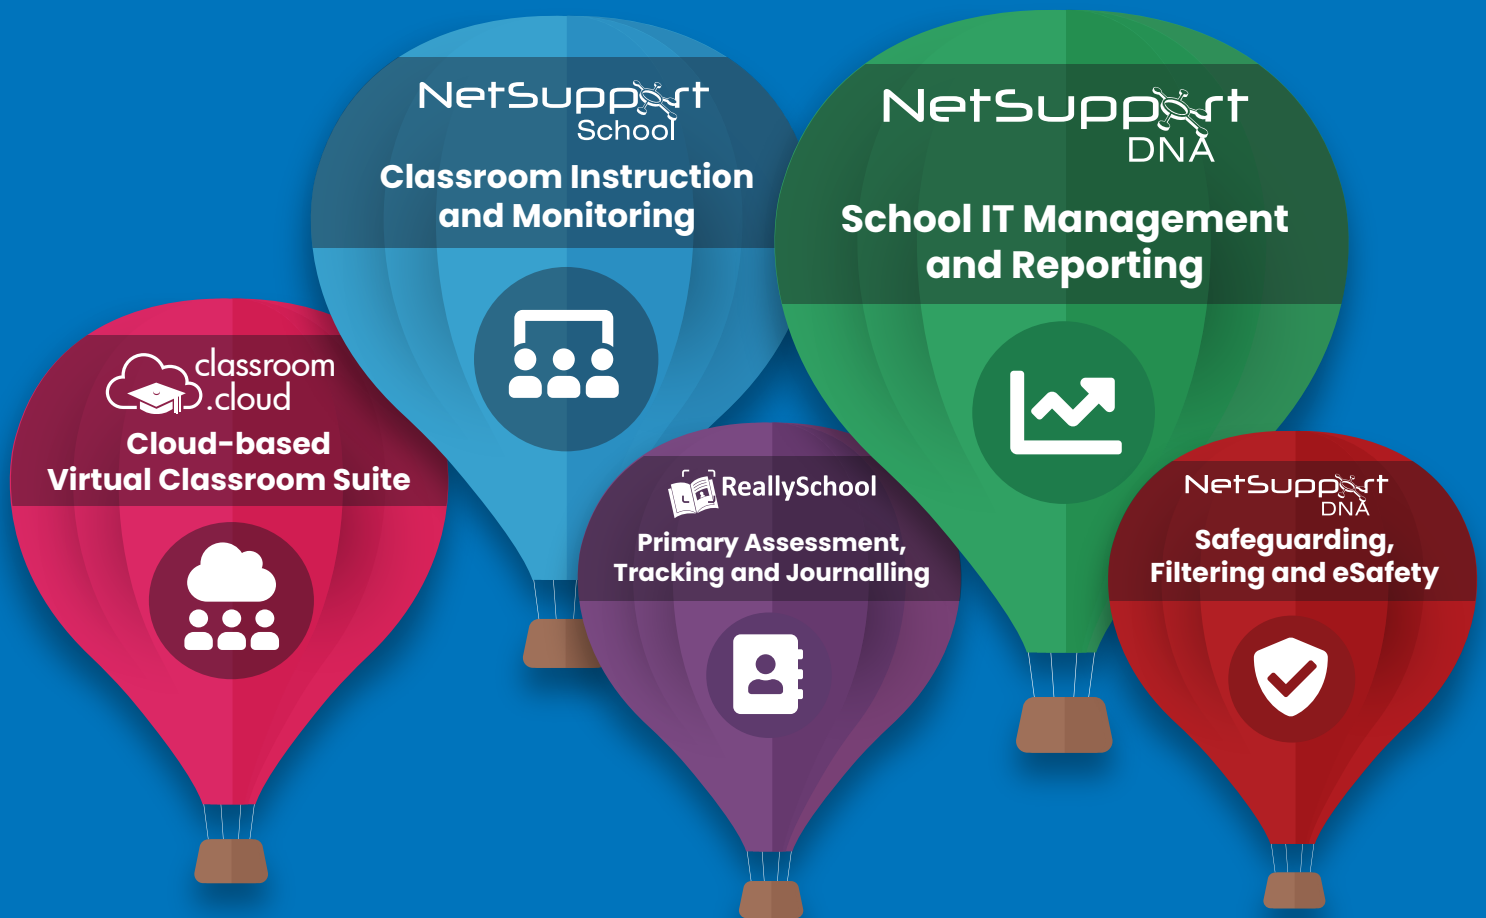 NetSupport
School
Classroom Instruction
and Monitoring
NetSupport
DNA
School IT Management
and Reporting
classroom
.cloud
Cloud-based
Virtual Classroom Suite
ReallySchool
Primary Assessment,
Tracking and Journalling
NetSupport
DNA
Safeguarding,
Filtering and eSafety